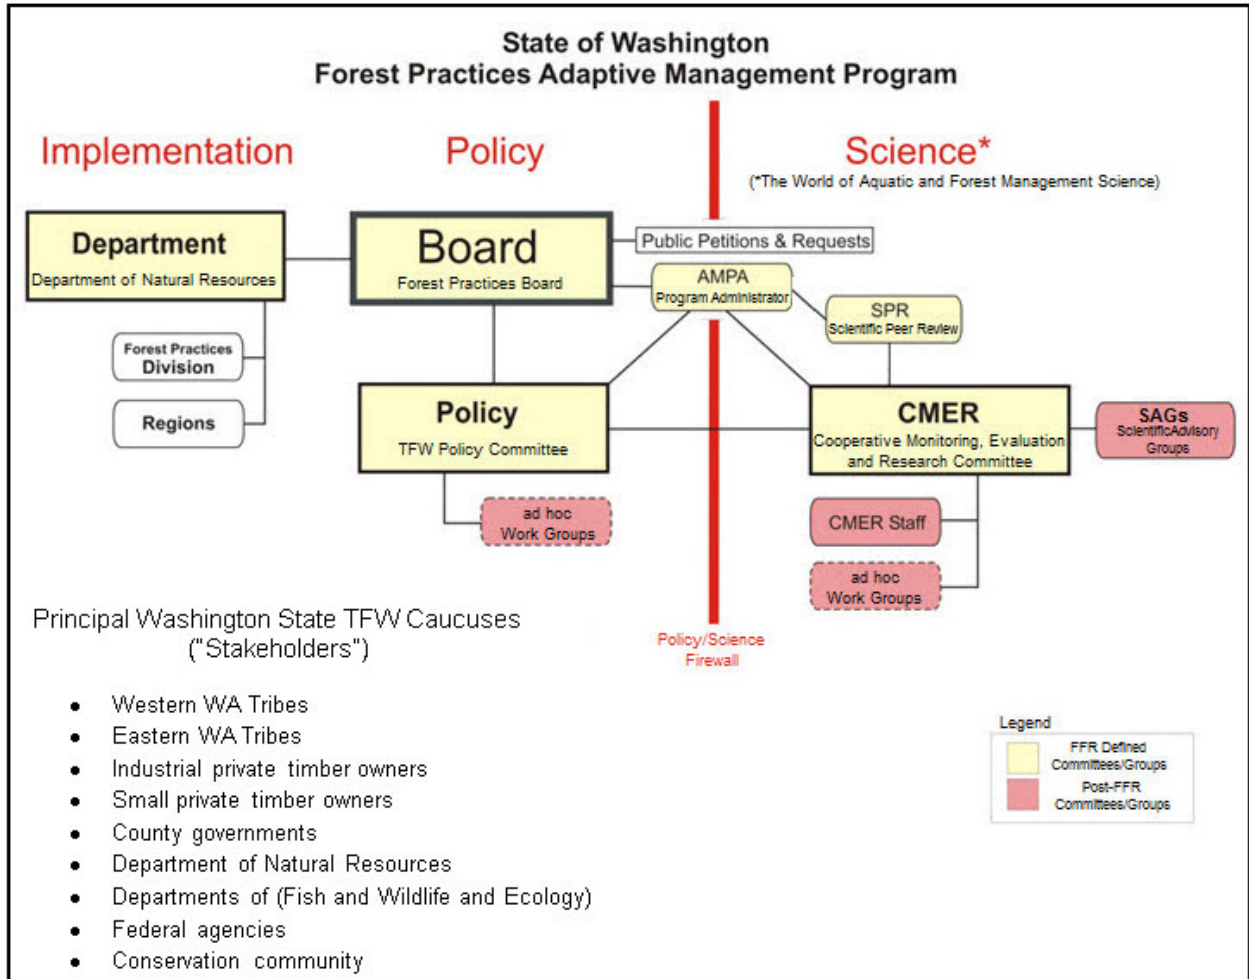 State of Washington
Forest Practices Adaptive Management Program
Implementation
Policy
Science*
(*The World of Aquatic and Forest Management Science)
Department
Department of Natural Resources
Board
Forest Practices Board
Public Petitions & Requests
AMPA
Program Administrator
SPR
Scientific Peer Review
Forest Practices
Division
Regions
Policy
TFW Policy Committee
CMER
Cooperative Monitoring, Evaluation
and Research Committee
SAGs
ScientificAdvisory
Groups
ad hoc
Work Groups
CMER Staff
ad hoc
Work Groups
Policy/Science
Firewall
Principal Washington State TFW Caucuses
("Stakeholders")
• Western WA Tribes
• Eastern WA Tribes
• Industrial private timber owners
• Small private timber owners
• County governments
• Department of Natural Resources
• Departments of (Fish and Wildlife and Ecology)
• Federal agencies
• Conservation community
Legend
FFR Defined
Committees/Groups
Post-FFR
Committees/Groups